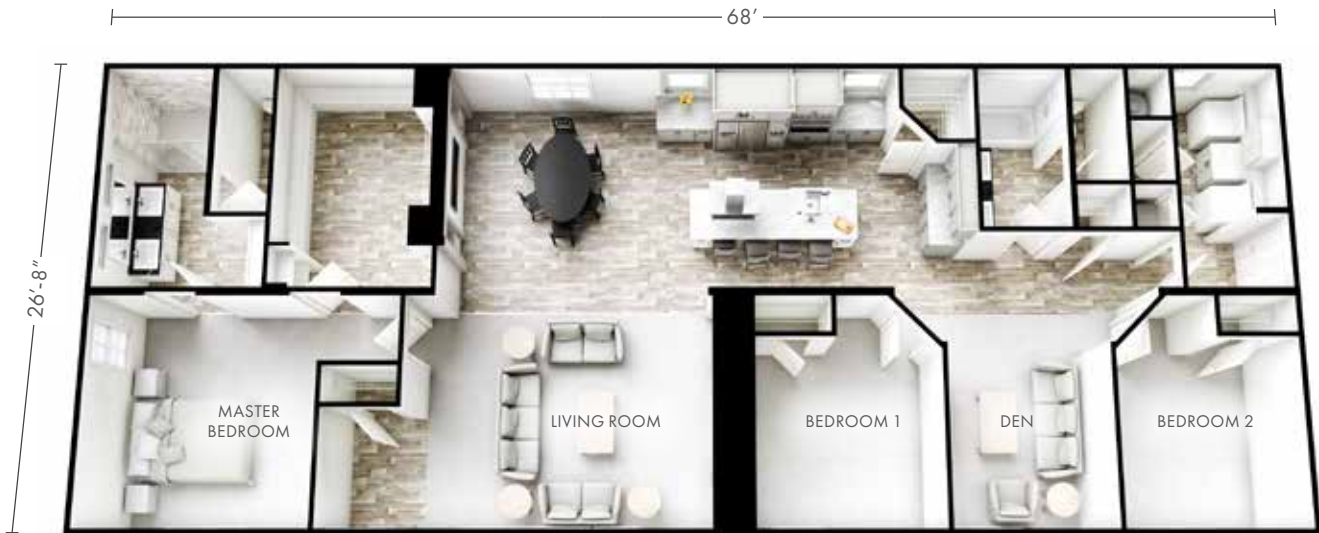 68’
26’-8”
MASTER
BEDROOM
LIVING ROOM
BEDROOM 1
DEN
BEDROOM 2